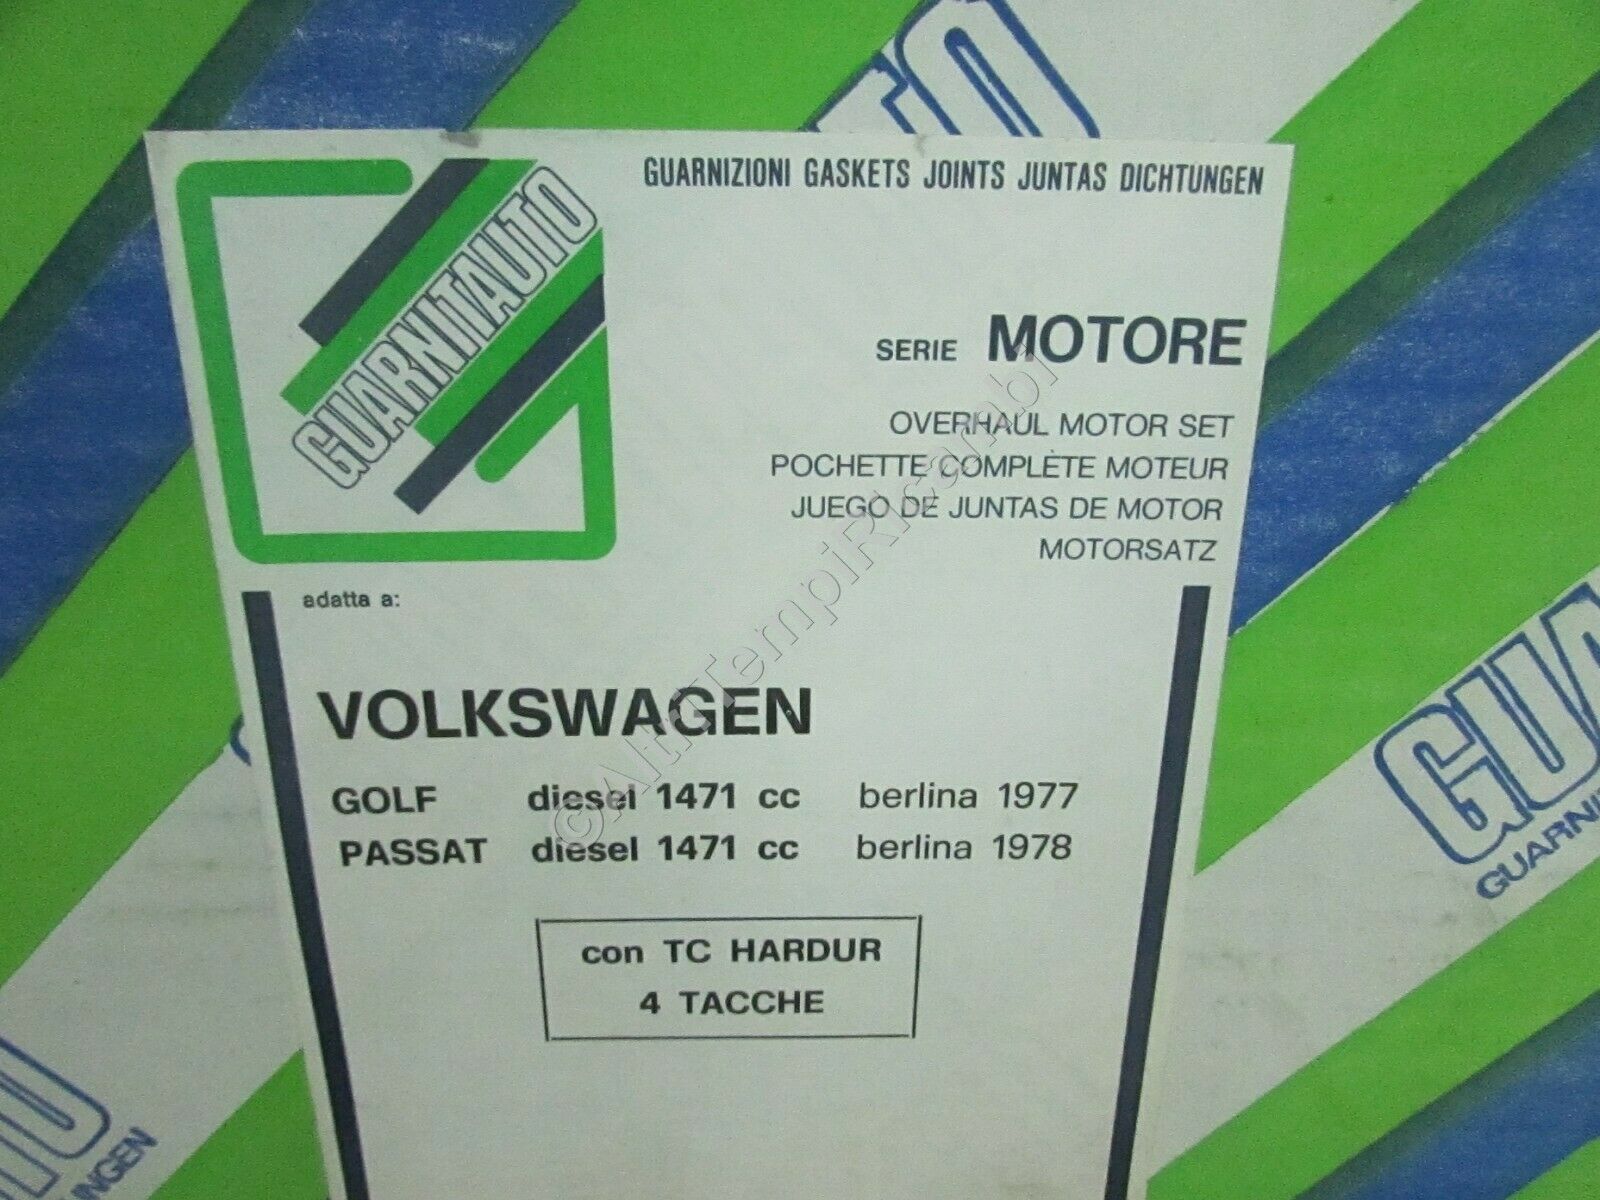 GUARNITAUTO
GUARNIZIONI GASKETS JOINTS JUNTAS DICHTUNGEN
SERIE MOTORE
OVERHAUL MOTOR SET
POCHETTE COMPLÈTE MOTEUR
JUEGO DE JUNTAS DE MOTOR
MOTORSATZ
adatta a:
VOLKSWAGEN
GOLF diesel 1471 cc berlina 1977
PASSAT diesel 1471 cc berlina 1978
con TC HARDUR
4 TACCHE
©AltriTempiRicambi